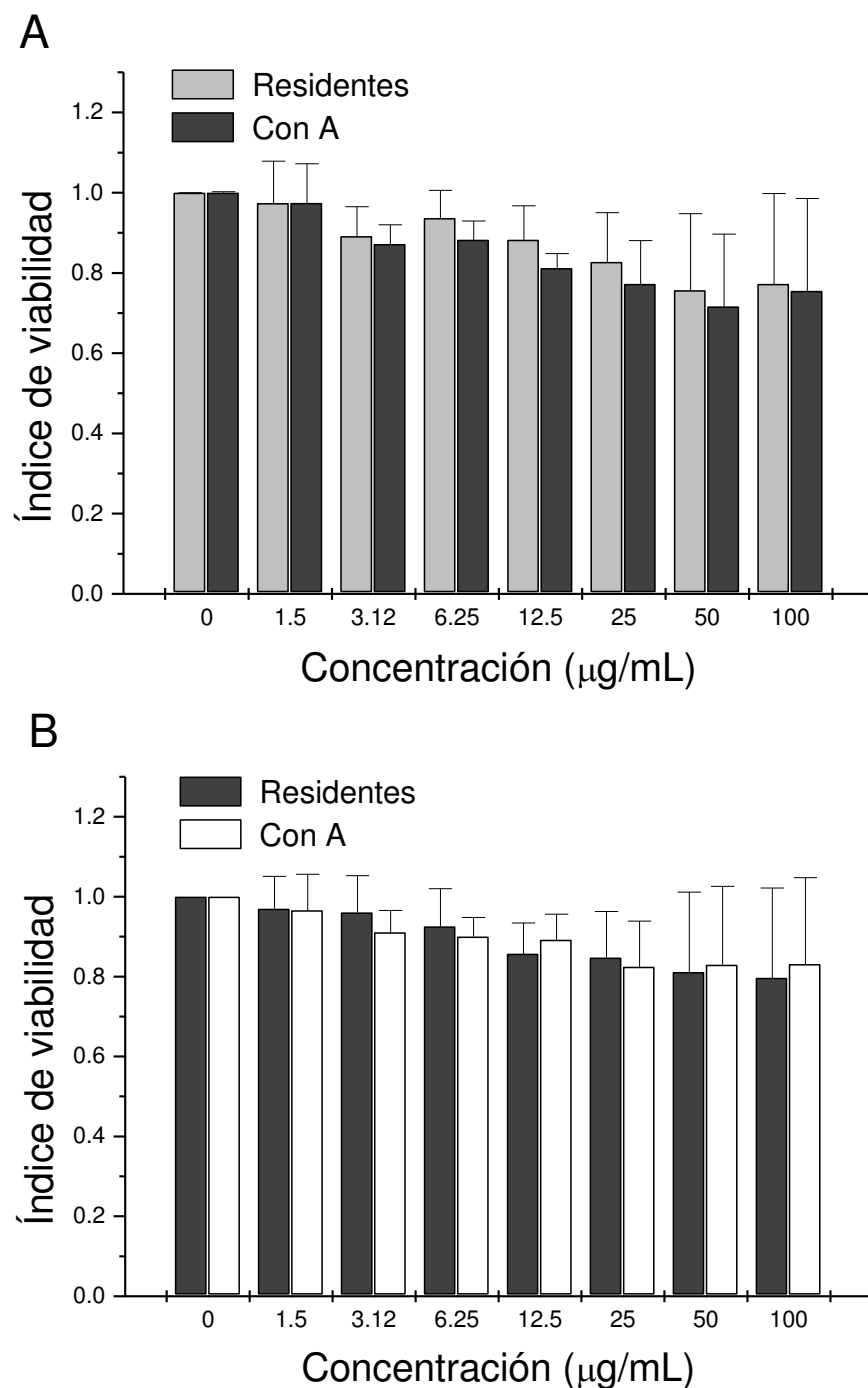 A
Residentes
Con A
1.2
1.0
0.8
0.6
0.4
0.2
0.0
Índice de viabilidad
0 1.5 3.12 6.25 12.5 25 50 100
Concentración (μg/mL)
B
Residentes
Con A
1.2
1.0
0.8
0.6
0.4
0.2
0.0
Índice de viabilidad
0 1.5 3.12 6.25 12.5 25 50 100
Concentración (μg/mL)